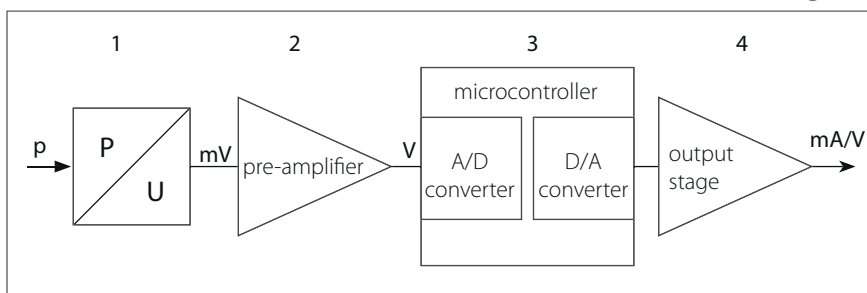 1
2
3
4
p
P
U
mV
pre-amplifier
V
microcontroller
A/D
converter
D/A
converter
output
stage
mA/V